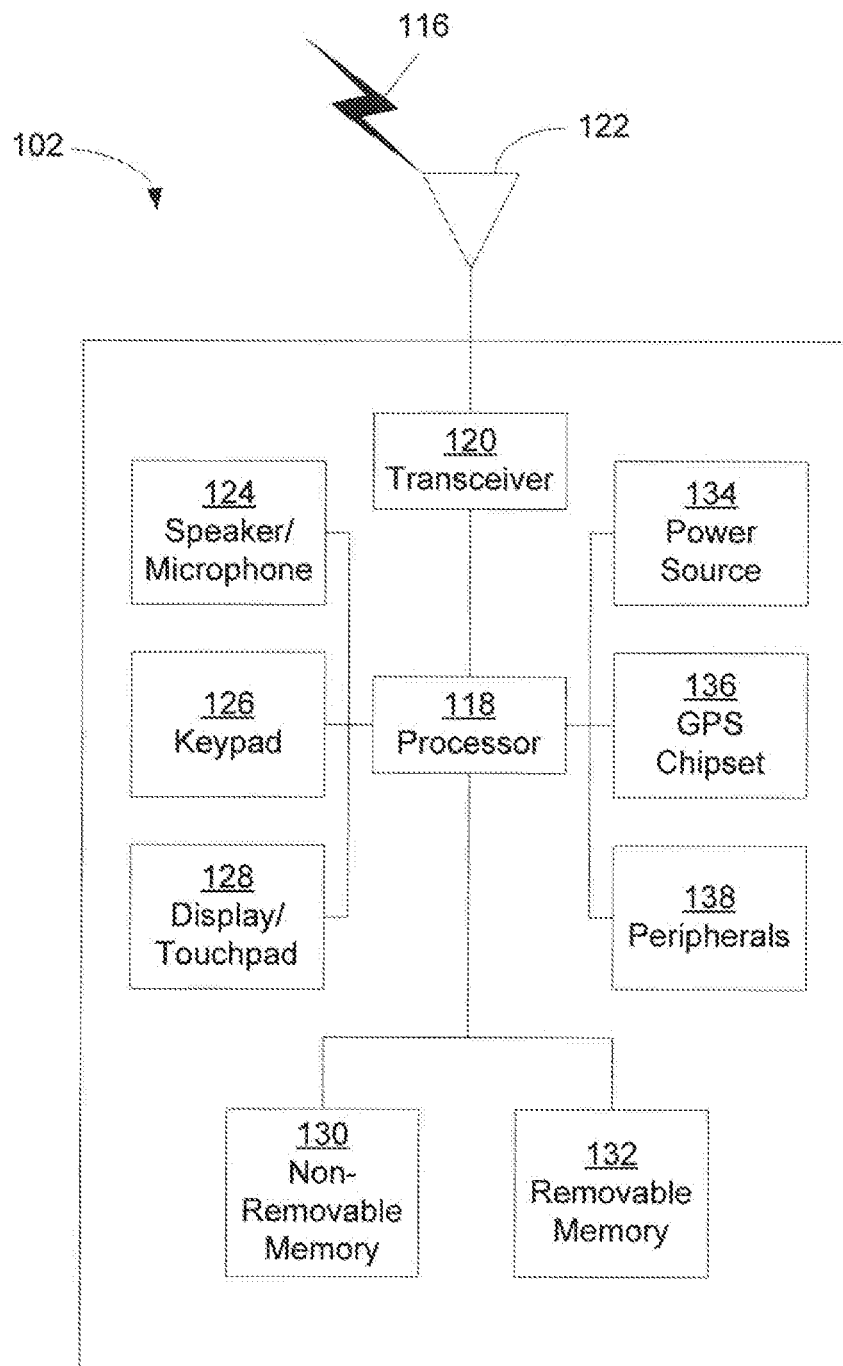 116
122
102
120
Transceiver
124
Speaker/
Microphone
134
Power
Source
126
Keypad
118
Processor
136
GPS
Chipset
128
Display/
Touchpad
138
Peripherals
130
Non-
Removable
Memory
132
Removable
Memory